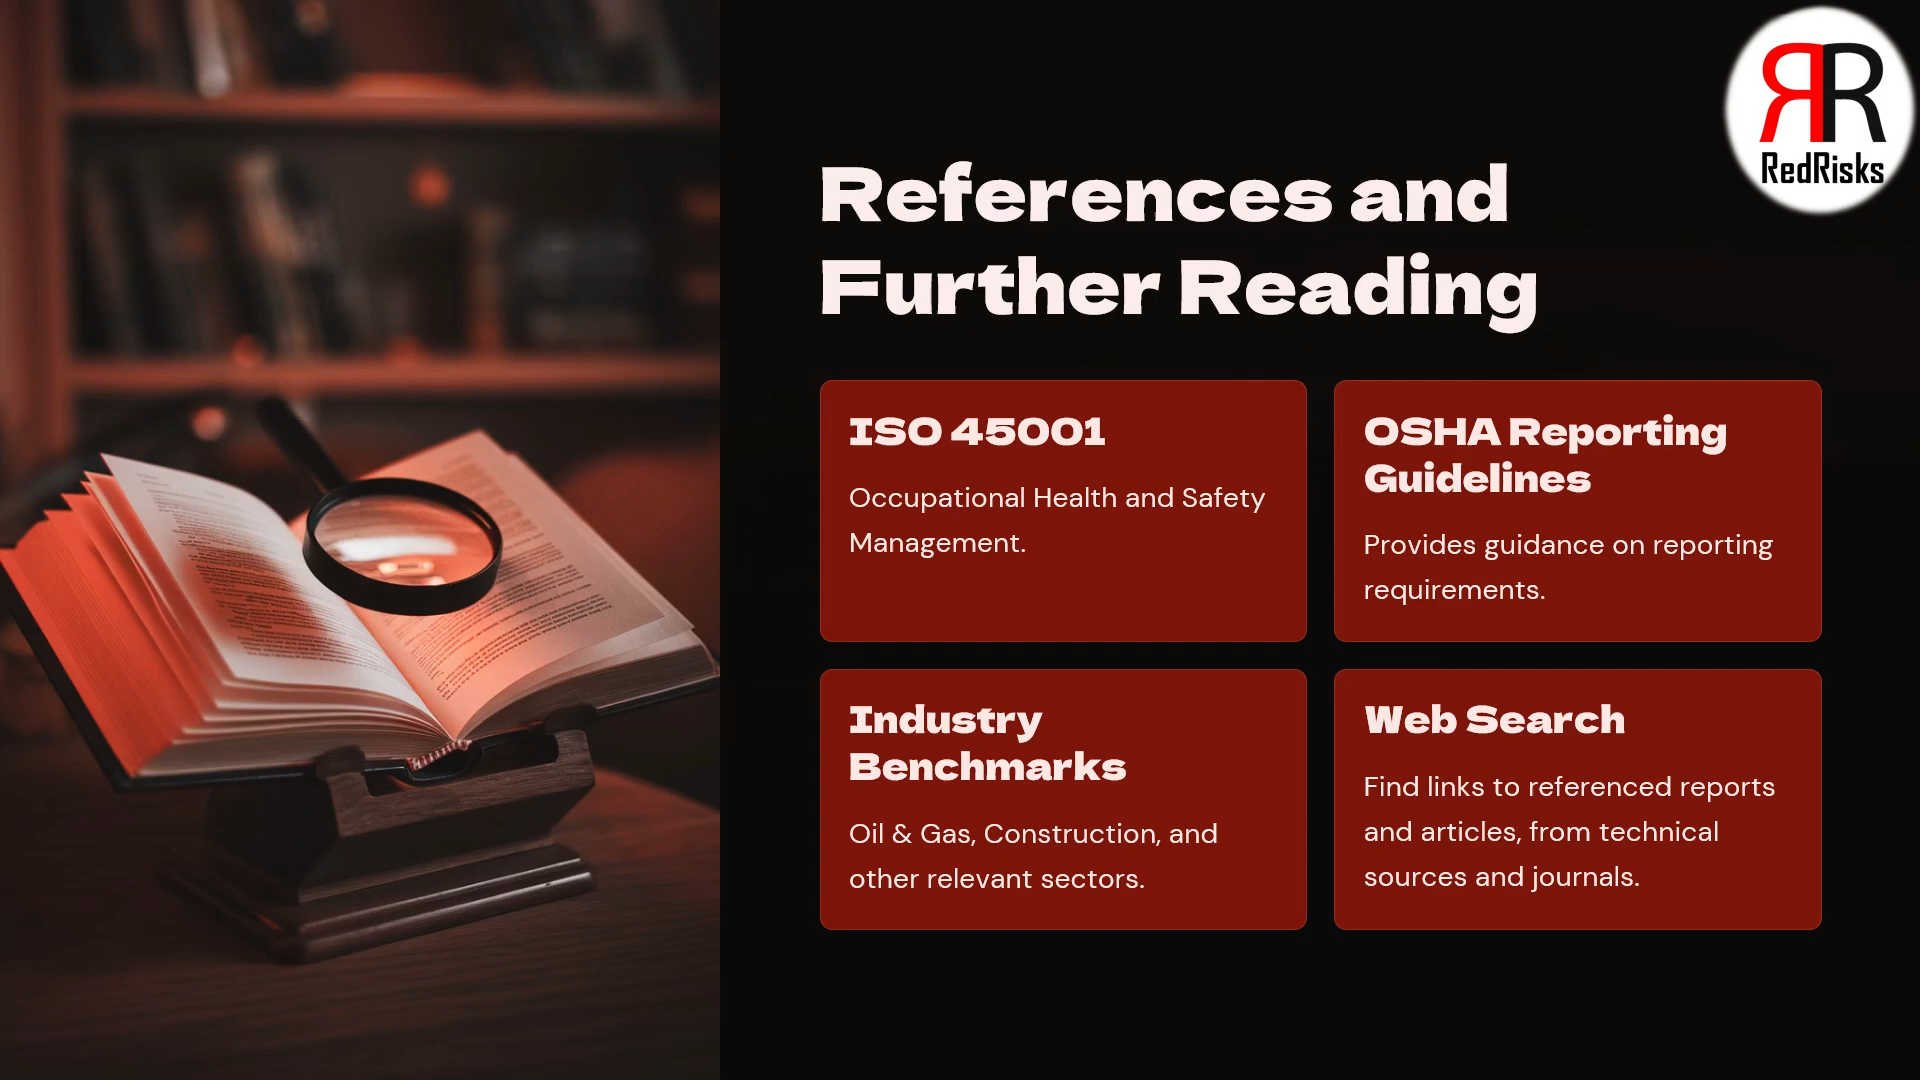 RR
RedRisks
References and
Further Reading
ISO 45001
Occupational Health and Safety
Management.
OSHA Reporting
Guidelines
Provides guidance on reporting
requirements.
Industry
Benchmarks
Oil & Gas, Construction, and
other relevant sectors.
Web Search
Find links to referenced reports
and articles, from technical
sources and journals.